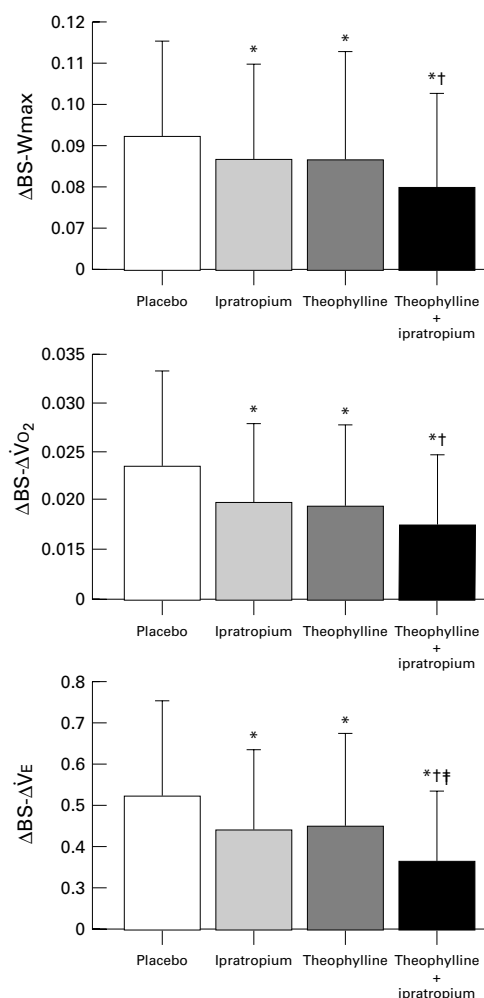 ΔBS-Wmax
0.12
0.11
0.10
0.09
0.08
0.07
0
*
*
*†
Placebo
Ipratropium
Theophylline
Theophylline
+
ipratropium
ΔBS-ΔV̇O₂
0.035
0.030
0.025
0.020
0.015
0
*
*
*†
Placebo
Ipratropium
Theophylline
Theophylline
+
ipratropium
ΔBS-ΔV̇E
0.8
0.7
0.6
0.5
0.4
0.3
0
*
*
*†‡
Placebo
Ipratropium
Theophylline
Theophylline
+
ipratropium